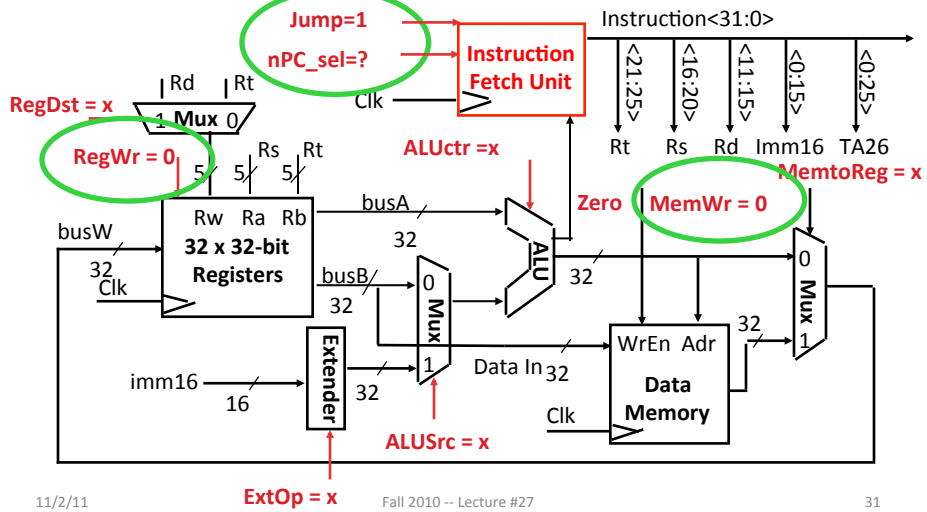 Jump=1
Instruction<31:0>
nPC_sel=?
Instruction
Fetch Unit
<21:25>
<16:20>
<11:15>
<0:15>
<0:25>
Rd Rt
Clk
RegDst = x
1 Mux 0
Rt Rs Rd Imm16 TA26
ALUctr =x
MemtoReg = x
RegWr = 0
Rs Rt
5 5 5
Zero
MemWr = 0
busA
Rw Ra Rb
busW
32
32 x 32-bit
Registers
32
ALU
32
0
Mux
1
Clk
busB
32
0
Mux
1
32
WrEn Adr
Data In 32
Data
Memory
Extender
imm16
16
32
Clk
ALUSrc = x
ExtOp = x
11/2/11
Fall 2010 -- Lecture #27
31